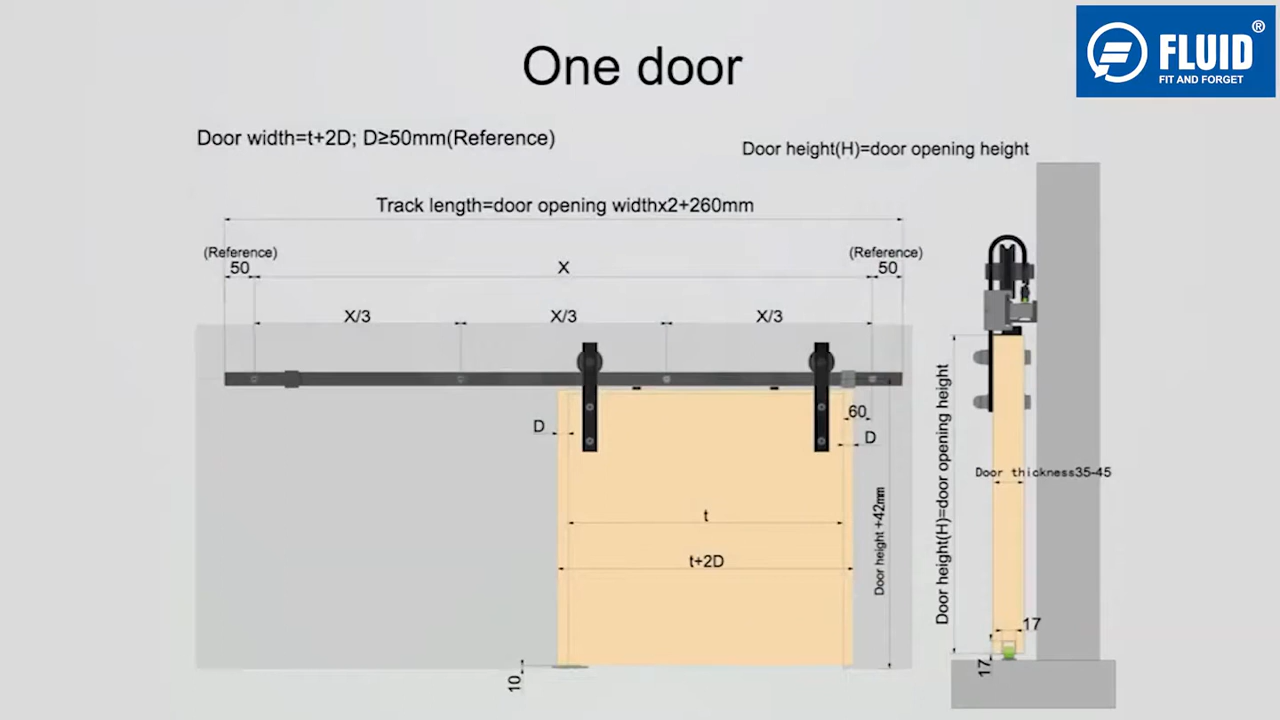 One door
FLUID®
FIT AND FORGET
Door width=t+2D; D≥50mm(Reference)
Door height(H)=door opening height
Track length=door opening widthx2+260mm
(Reference)
50
X
(Reference)
50
X/3
X/3
X/3
D
60
D
t
t+2D
Door height +42mm
10
Door height(H)=door opening height
Door thickness35-45
17
17